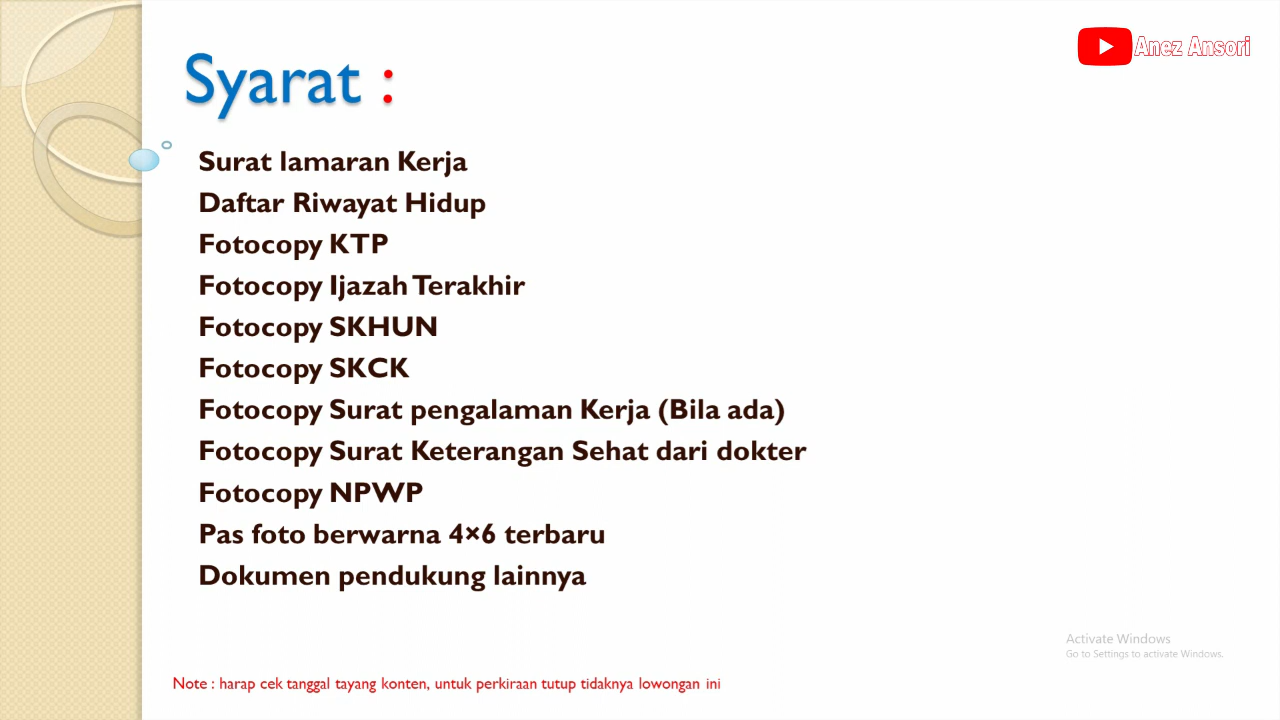 Anez Ansori
Syarat :
Surat lamaran Kerja
Daftar Riwayat Hidup
Fotocopy KTP
Fotocopy Ijazah Terakhir
Fotocopy SKHUN
Fotocopy SKCK
Fotocopy Surat pengalaman Kerja (Bila ada)
Fotocopy Surat Keterangan Sehat dari dokter
Fotocopy NPWP
Pas foto berwarna 4×6 terbaru
Dokumen pendukung lainnya
Activate Windows
Go to Settings to activate Windows.
Note : harap cek tanggal tayang konten, untuk perkiraan tutup tidaknya lowongan ini